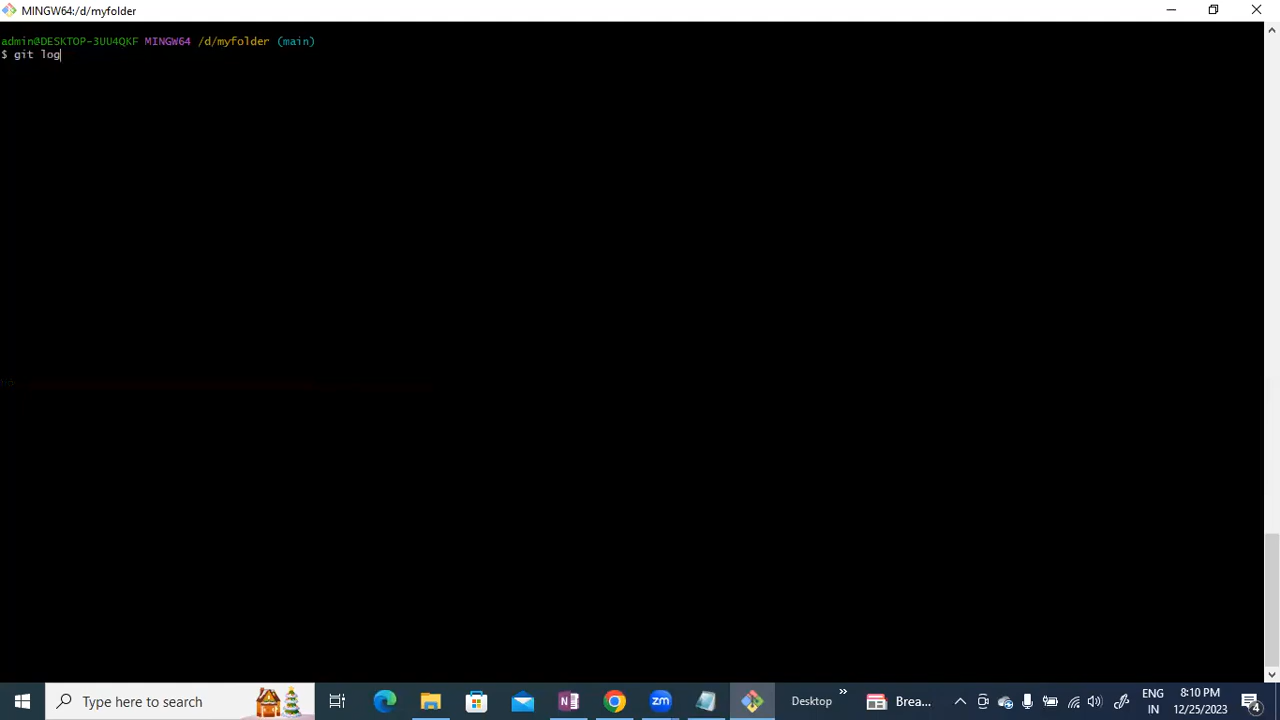 MINGW64:/d/myfolder
admin@DESKTOP-3UU4QKF MINGW64 /d/myfolder (main)
$ git log
Type here to search
Desktop
Brea...
ENG
IN
8:10 PM
12/25/2023
4